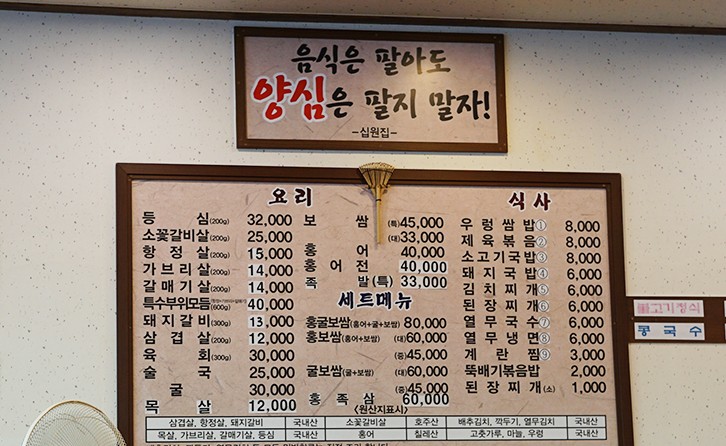 음식은 팔아도
양심은 팔지 말자!
-십원집-
요리
등심(200g) 32,000
소꽃갈비살(200g) 25,000
항정살(200g) 15,000
가브리살(200g) 14,000
갈매기살(200g) 14,000
특수부위모듬(600g) 40,000
돼지갈비(300g) 13,000
삼겹살(200g) 12,000
육회(300g) 30,000
술국 25,000
굴 30,000
목살 12,000
보쌈 (특)45,000
(대)33,000
홍어 40,000
홍어전 40,000
족발(특) 33,000
세트메뉴
홍굴보쌈(홍어+굴+보쌈) 80,000
홍보쌈(홍어+보쌈) (대)60,000
(중)45,000
굴보쌈(굴+보쌈) (대)60,000
(중)45,000
홍족삼 60,000
식사
우렁쌈밥① 8,000
제육볶음② 8,000
소고기국밥③ 8,000
돼지국밥④ 6,000
김치찌개⑤ 6,000
된장찌개⑥ 6,000
열무국수⑦ 6,000
열무냉면⑧ 6,000
계란찜⑨ 3,000
뚝배기볶음밥 2,000
된장찌개(소) 1,000
<원산지표시>
삼겹살, 항정살, 돼지갈비 국내산 소꽃갈비살 호주산 배추김치, 깍두기, 열무김치 국내산
목살, 가브리살, 갈매기살, 등심 국내산 홍어 칠레산 고춧가루, 마늘, 우렁 국내산
불고기정식
콩국수